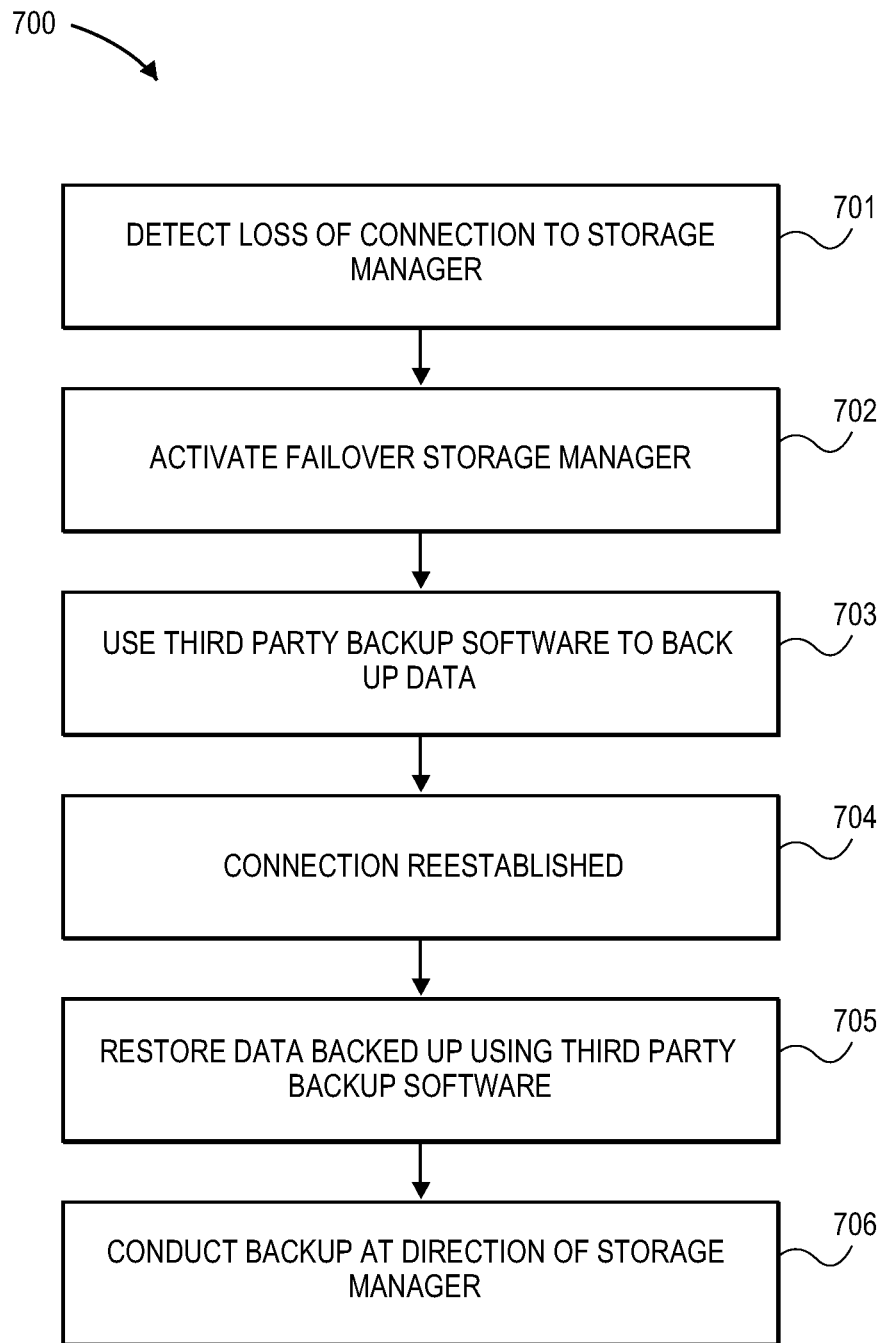 700
DETECT LOSS OF CONNECTION TO STORAGE
MANAGER
701
ACTIVATE FAILOVER STORAGE MANAGER
702
USE THIRD PARTY BACKUP SOFTWARE TO BACK
UP DATA
703
CONNECTION REESTABLISHED
704
RESTORE DATA BACKED UP USING THIRD PARTY
BACKUP SOFTWARE
705
CONDUCT BACKUP AT DIRECTION OF STORAGE
MANAGER
706